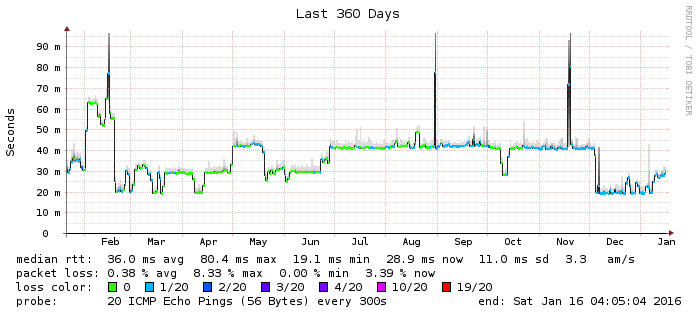 Last 360 Days
RRDTOOL / TOBI OETIKER
Seconds
90 m
80 m
70 m
60 m
50 m
40 m
30 m
20 m
10 m
0
Feb Mar Apr May Jun Jul Aug Sep Oct Nov Dec Jan
median rtt: 36.0 ms avg 80.4 ms max 19.1 ms min 28.9 ms now 11.0 ms sd 3.3 am/s
packet loss: 0.38 % avg 8.33 % max 0.00 % min 3.39 % now
loss color: 0 1/20 2/20 3/20 4/20 10/20 19/20
probe: 20 ICMP Echo Pings (56 Bytes) every 300s end: Sat Jan 16 04:05:04 2016